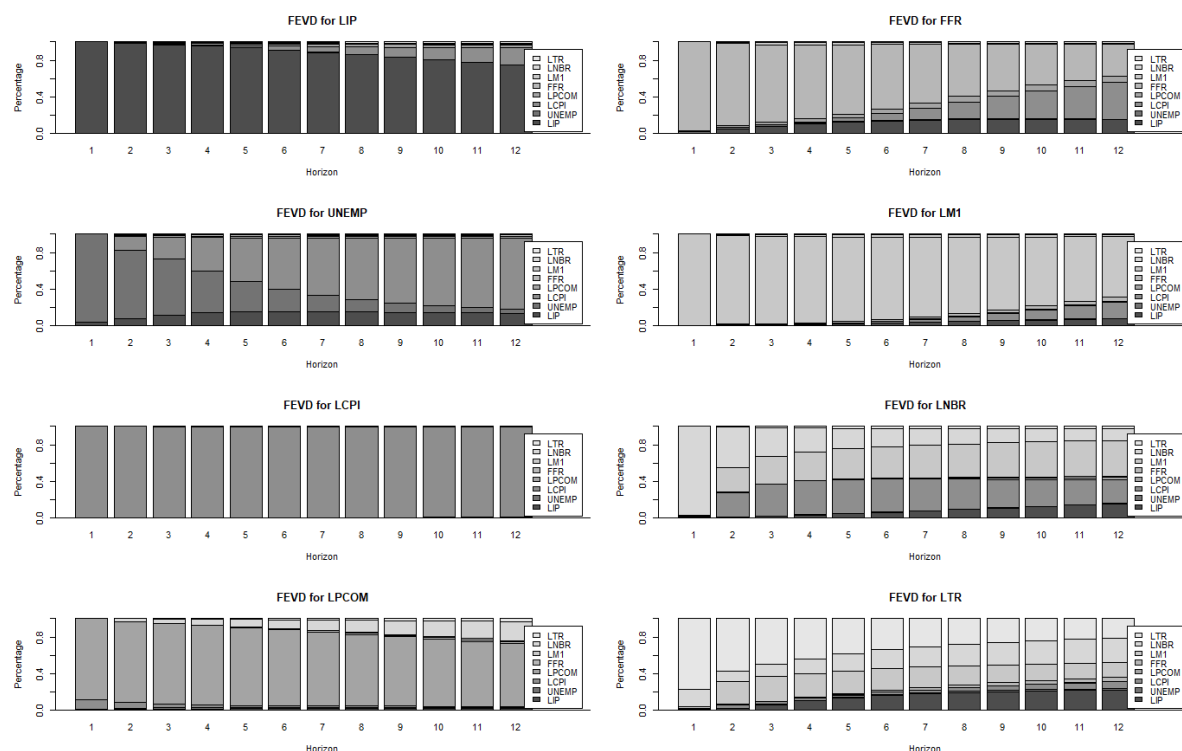 FEVD for LIP
Percentage
0.0 0.4 0.8
LTR
LNBR
LM1
FFR
LPCOM
LCPI
UNEMP
LIP
1 2 3 4 5 6 7 8 9 10 11 12
Horizon
FEVD for FFR
Percentage
0.0 0.4 0.8
LTR
LNBR
LM1
FFR
LPCOM
LCPI
UNEMP
LIP
1 2 3 4 5 6 7 8 9 10 11 12
Horizon
FEVD for UNEMP
Percentage
0.0 0.4 0.8
LTR
LNBR
LM1
FFR
LPCOM
LCPI
UNEMP
LIP
1 2 3 4 5 6 7 8 9 10 11 12
Horizon
FEVD for LM1
Percentage
0.0 0.4 0.8
LTR
LNBR
LM1
FFR
LPCOM
LCPI
UNEMP
LIP
1 2 3 4 5 6 7 8 9 10 11 12
Horizon
FEVD for LCPI
Percentage
0.0 0.4 0.8
LTR
LNBR
LM1
FFR
LPCOM
LCPI
UNEMP
LIP
1 2 3 4 5 6 7 8 9 10 11 12
Horizon
FEVD for LNBR
Percentage
0.0 0.4 0.8
LTR
LNBR
LM1
FFR
LPCOM
LCPI
UNEMP
LIP
1 2 3 4 5 6 7 8 9 10 11 12
Horizon
FEVD for LPCOM
Percentage
0.0 0.4 0.8
LTR
LNBR
LM1
FFR
LPCOM
LCPI
UNEMP
LIP
1 2 3 4 5 6 7 8 9 10 11 12
Horizon
FEVD for LTR
Percentage
0.0 0.4 0.8
LTR
LNBR
LM1
FFR
LPCOM
LCPI
UNEMP
LIP
1 2 3 4 5 6 7 8 9 10 11 12
Horizon